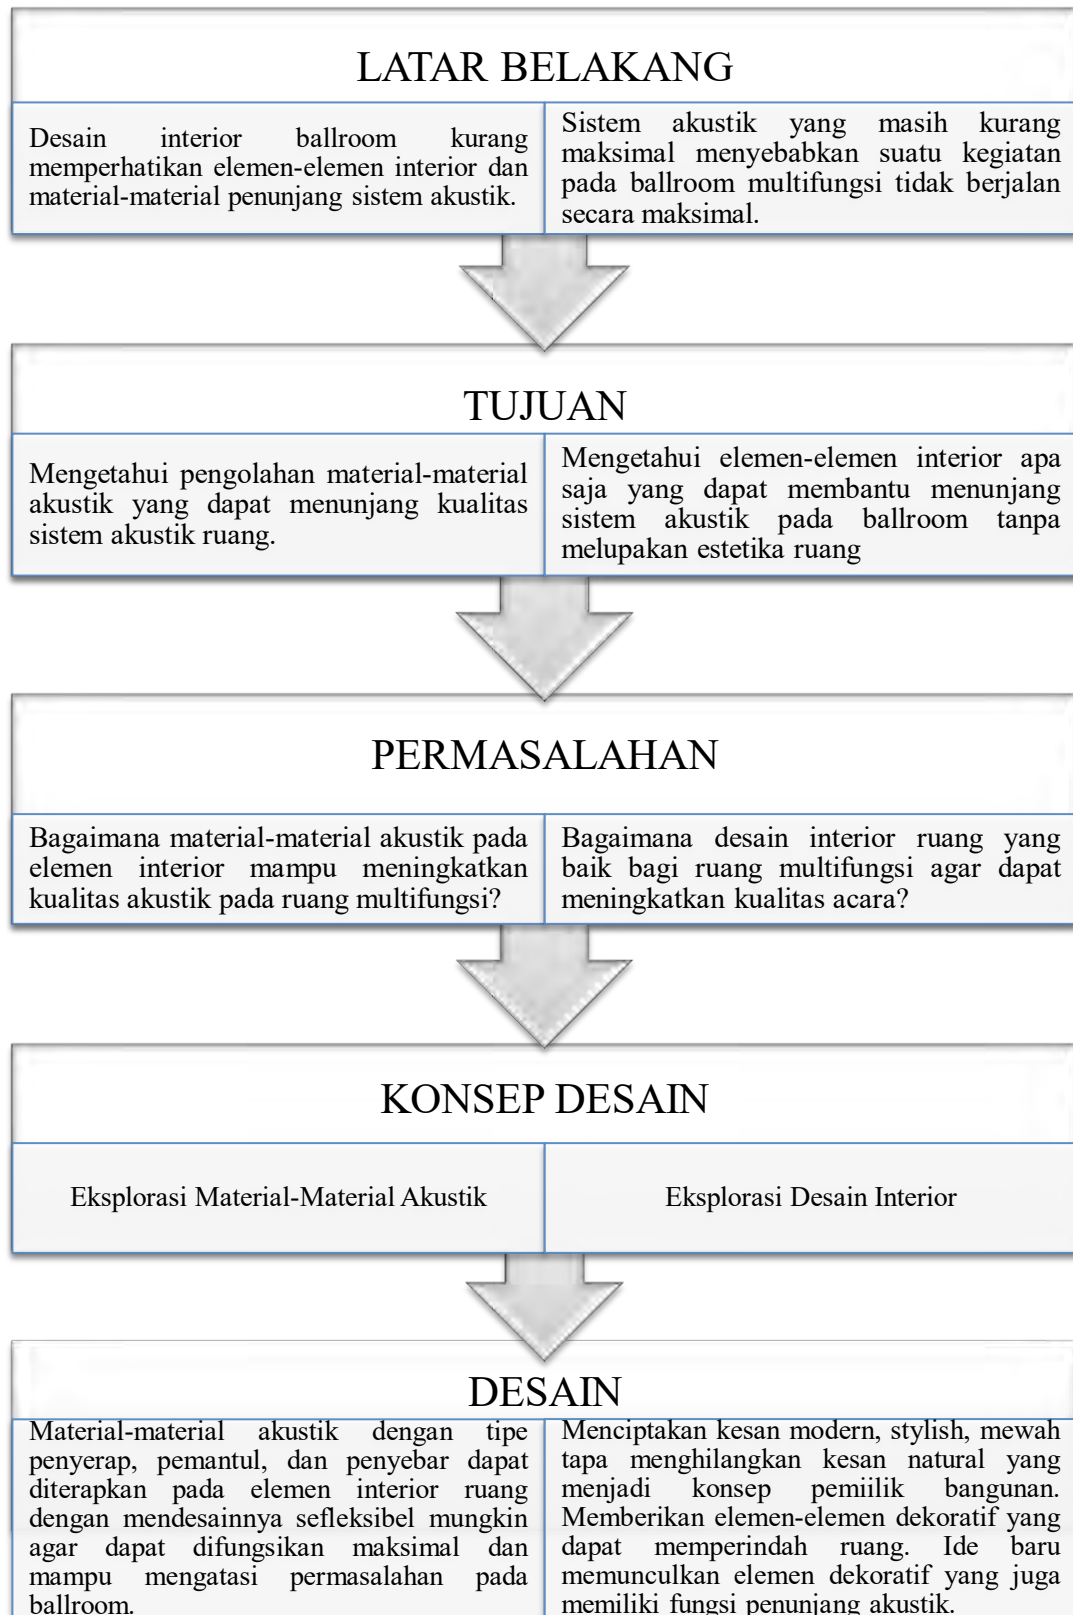 LATAR BELAKANG
Desain interior ballroom kurang
memperhatikan elemen-elemen interior dan
material-material penunjang sistem akustik.
Sistem akustik yang masih kurang
maksimal menyebabkan suatu kegiatan
pada ballroom multifungsi tidak berjalan
secara maksimal.
TUJUAN
Mengetahui pengolahan material-material
akustik yang dapat menunjang kualitas
sistem akustik ruang.
Mengetahui elemen-elemen interior apa
saja yang dapat membantu menunjang
sistem akustik pada ballroom tanpa
melupakan estetika ruang
PERMASALAHAN
Bagaimana material-material akustik pada
elemen interior mampu meningkatkan
kualitas akustik pada ruang multifungsi?
Bagaimana desain interior ruang yang
baik bagi ruang multifungsi agar dapat
meningkatkan kualitas acara?
KONSEP DESAIN
Eksplorasi Material-Material Akustik
Eksplorasi Desain Interior
DESAIN
Material-material akustik dengan tipe
penyerap, pemantul, dan penyebar dapat
diterapkan pada elemen interior ruang
dengan mendesainnya sefleksibel mungkin
agar dapat difungsikan maksimal dan
mampu mengatasi permasalahan pada
ballroom.
Menciptakan kesan modern, stylish, mewah
tapa menghilangkan kesan natural yang
menjadi konsep pemiilik bangunan.
Memberikan elemen-elemen dekoratif yang
dapat memperindah ruang. Ide baru
memunculkan elemen dekoratif yang juga
memiliki fungsi penunjang akustik.